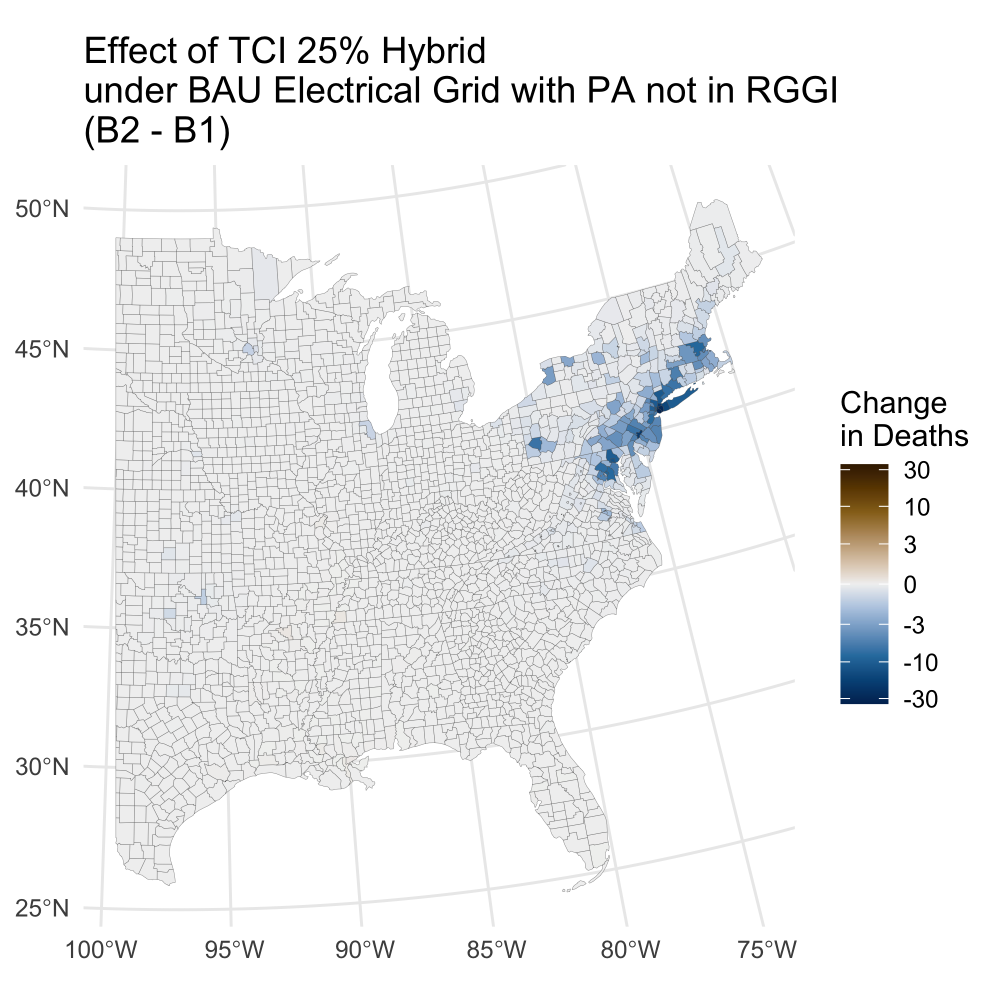 Effect of TCI 25% Hybrid
under BAU Electrical Grid with PA not in RGGI
(B2 - B1)
50°N
45°N
40°N
35°N
30°N
25°N
100°W
95°W
90°W
85°W
80°W
75°W
Change
in Deaths
30
10
3
0
-3
-10
-30